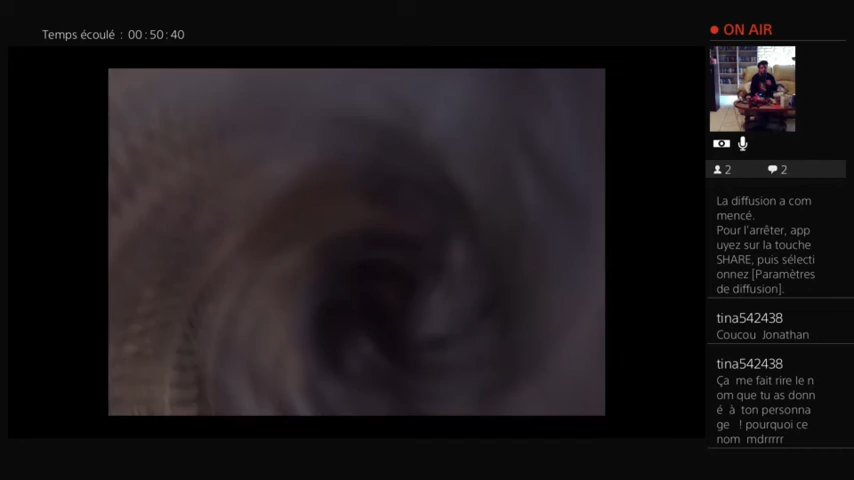 Temps écoulé : 00:50:40
ON AIR
2
2
La diffusion a com
mencé.
Pour l'arrêter, app
uyez sur la touche
SHARE, puis sélecti
onnez [Paramètres
de diffusion].
tina542438
Coucou Jonathan
tina542438
Ça me fait rire le n
om que tu as donn
é à ton personna
ge ! pourquoi ce
nom mdrrrrr